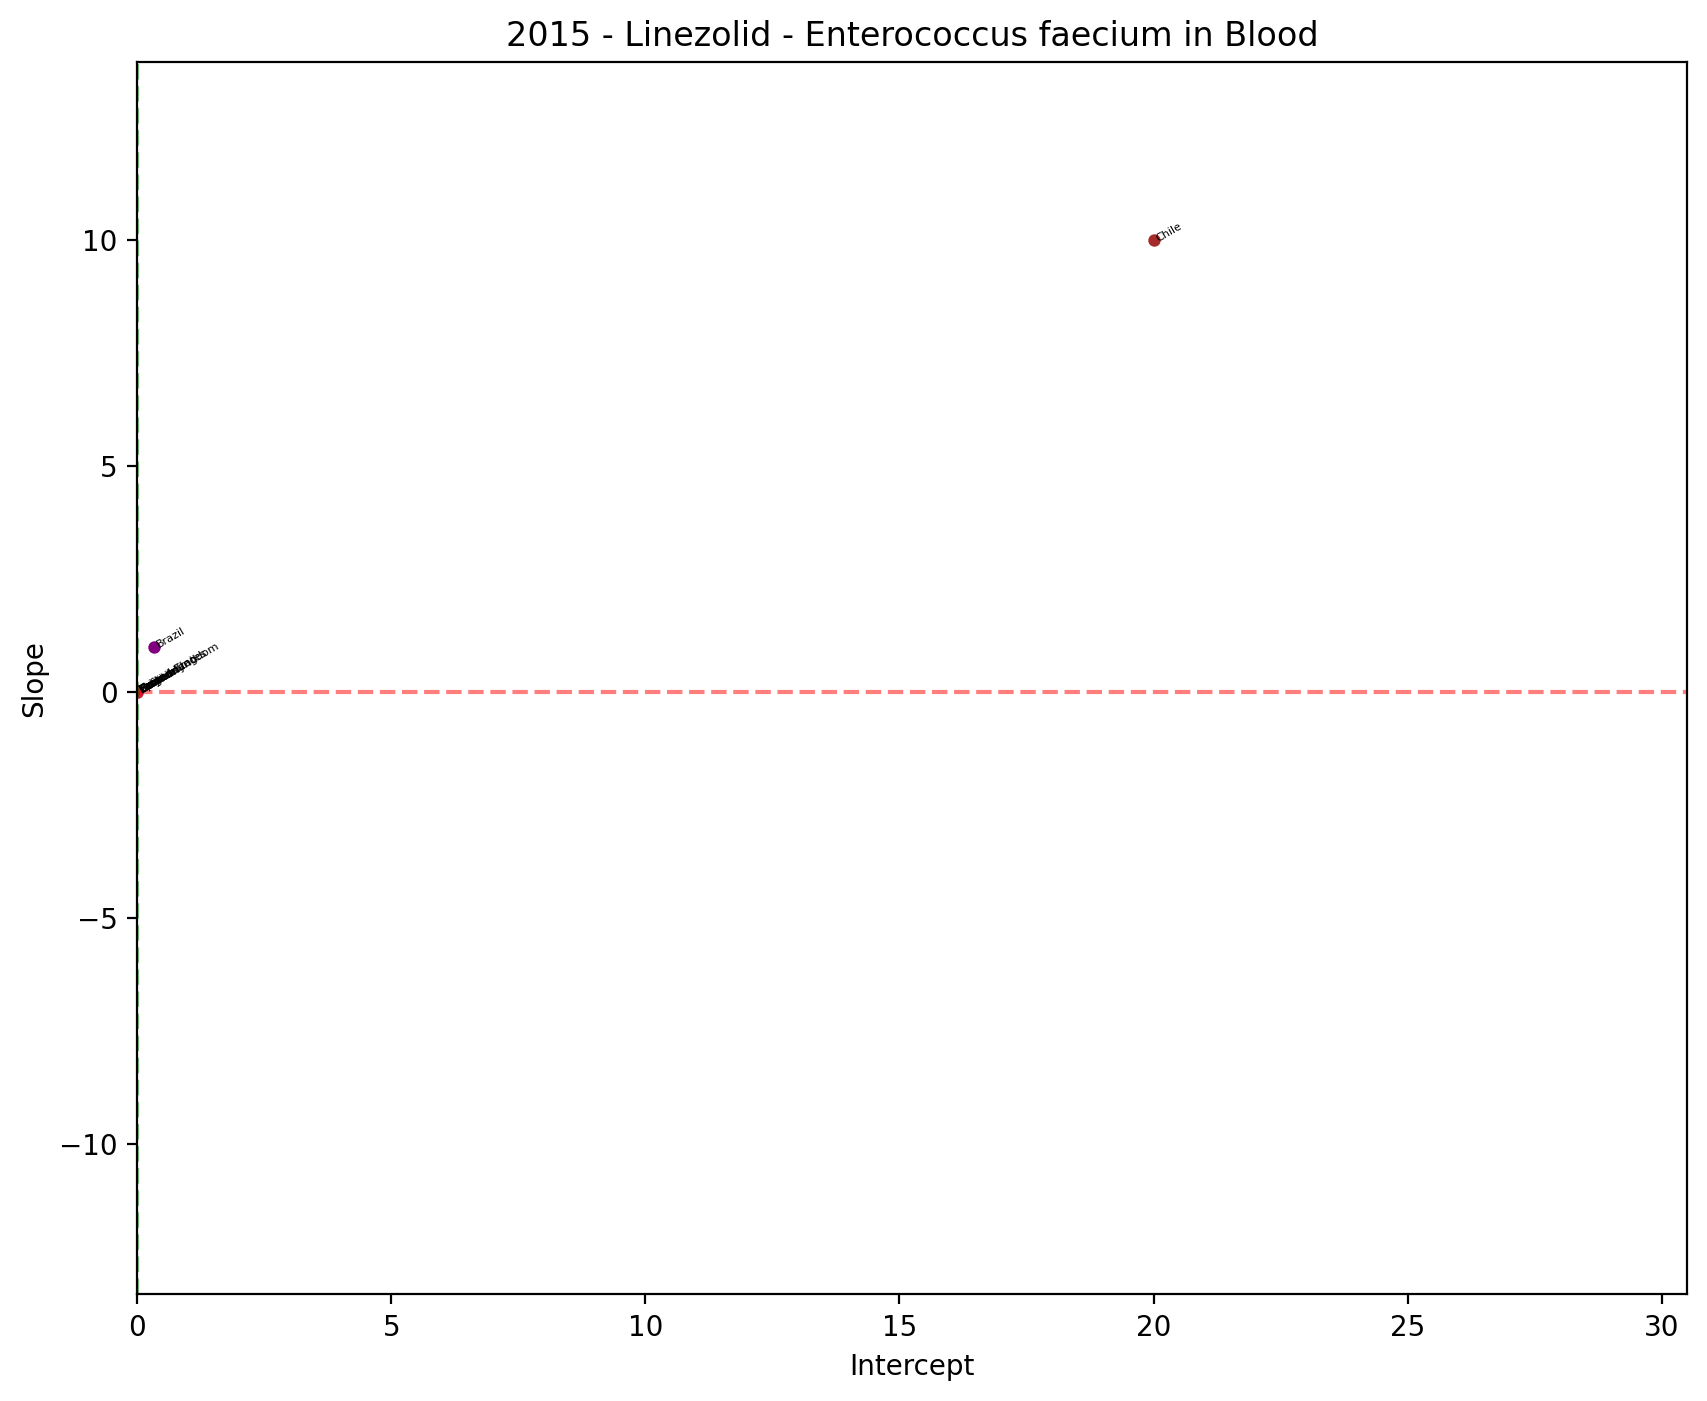 2015 - Linezolid - Enterococcus faecium in Blood
10
Chile
5
Brazil
0
−5
−10
Slope
0 5 10 15 20 25 30
Intercept